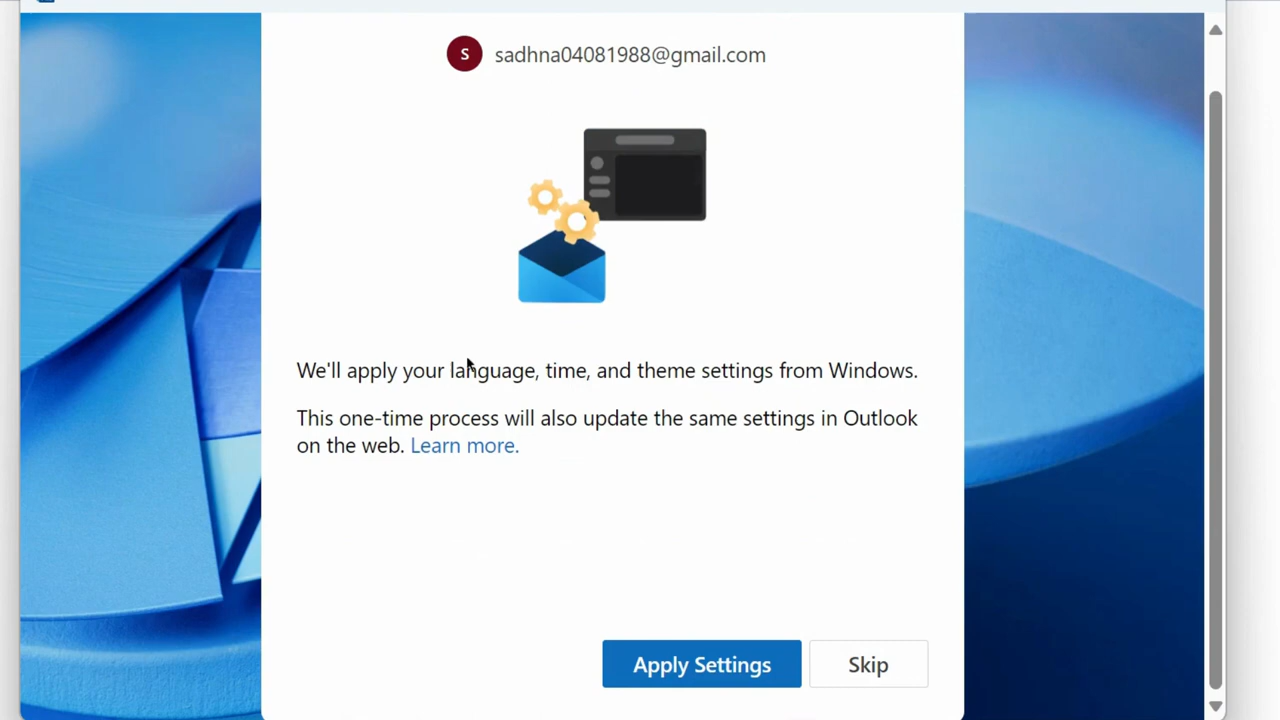 S sadhna04081988@gmail.com
We'll apply your language, time, and theme settings from Windows.
This one-time process will also update the same settings in Outlook
on the web. Learn more.
Apply Settings Skip